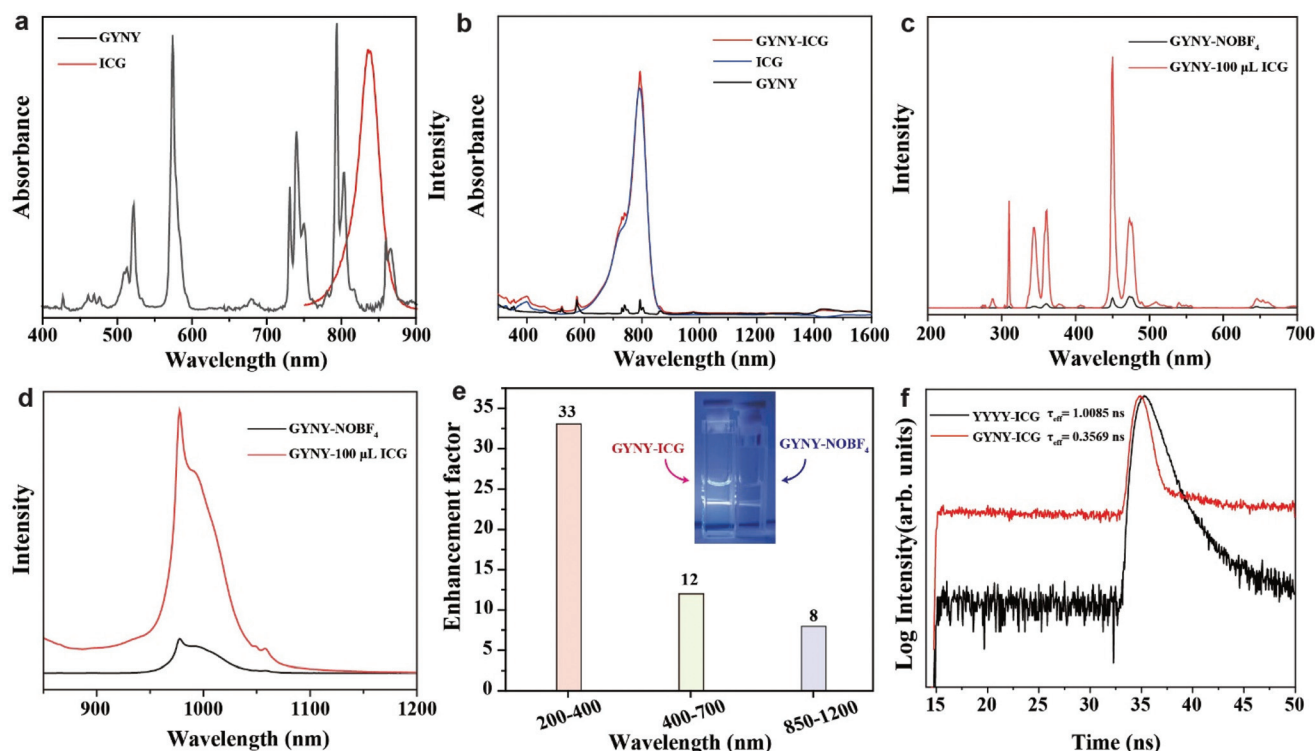 a
GYNY
ICG
Absorbance
Intensity
400 500 600 700 800 900
Wavelength (nm)
b
GYNY-ICG
ICG
GYNY
Absorbance
400 600 800 1000 1200 1400 1600
Wavelength (nm)
c
GYNY-NOBF4
GYNY-100 μL ICG
Intensity
200 300 400 500 600 700
Wavelength (nm)
d
GYNY-NOBF4
GYNY-100 μL ICG
Intensity
900 1000 1100 1200
Wavelength (nm)
e
Enhancement factor
35
30
25
20
15
10
5
0
33
12
8
GYNY-ICG
GYNY-NOBF4
200-400 400-700 850-1200
Wavelength (nm)
f
YYYY-ICG τeff= 1.0085 ns
GYNY-ICG τeff= 0.3569 ns
Log Intensity(arb. units)
15 20 25 30 35 40 45 50
Time (ns)